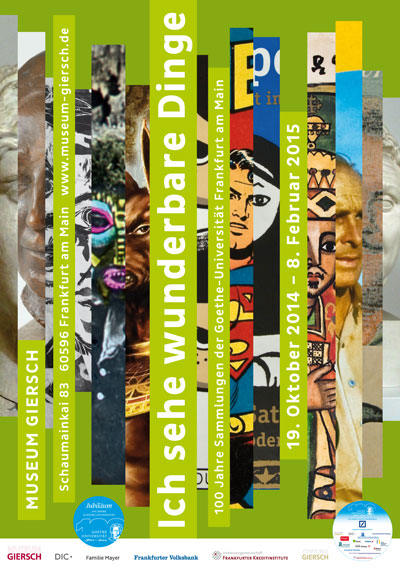 MUSEUM GIERSCH
Schaumainkai 83 60596 Frankfurt am Main www.museum-giersch.de
Ich sehe wunderbare Dinge
100 Jahre Sammlungen der Goethe-Universität Frankfurt am Main
19. Oktober 2014 – 8. Februar 2015
Jubiläum
GOETHE
UNIVERSITÄT
GIERSCH
DIC
Familie Mayer
Frankfurter Volksbank
FRANKFURTER KREDITINSTITUTE
GIERSCH